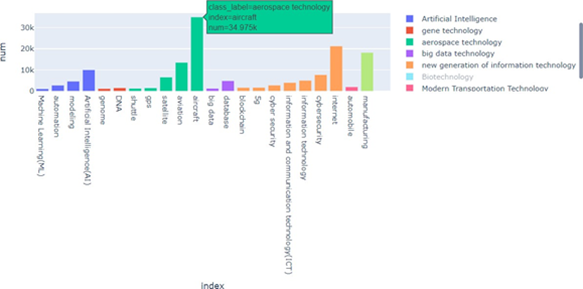 class_label=aerospace technology
index=aircraft
num=34.975k
num
30k
20k
10k
0
Machine Learning(ML)
automation
modeling
Artificial Intelligence(AI)
genome
DNA
shuttle
gps
satellite
aviation
aircraft
big data
database
blockchain
5g
cyber security
information and communication technology(ICT)
information technology
cybersecurity
internet
automobile
manufacturing
index
Artificial Intelligence
gene technology
aerospace technology
big data technology
new generation of information technology
Biotechnology
Modern Transportation Technology